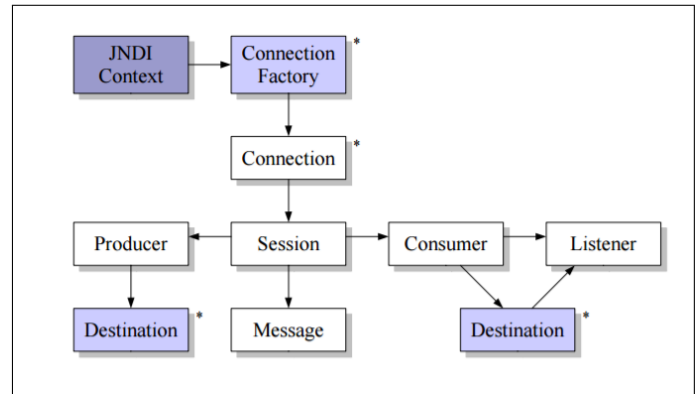 JNDI
Context
Connection
Factory
*
Connection
*
Producer
Session
Consumer
Listener
Destination
*
Message
Destination
*